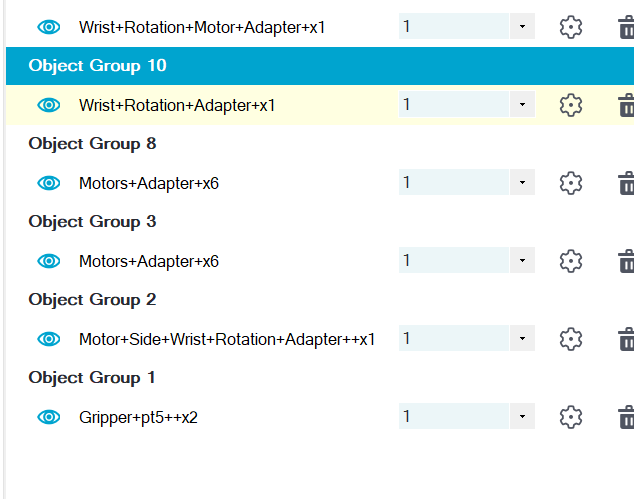 Wrist+Rotation+Motor+Adapter+x1 1
Object Group 10
Wrist+Rotation+Adapter+x1 1
Object Group 8
Motors+Adapter+x6 1
Object Group 3
Motors+Adapter+x6 1
Object Group 2
Motor+Side+Wrist+Rotation+Adapter++x1 1
Object Group 1
Gripper+pt5++x2 1